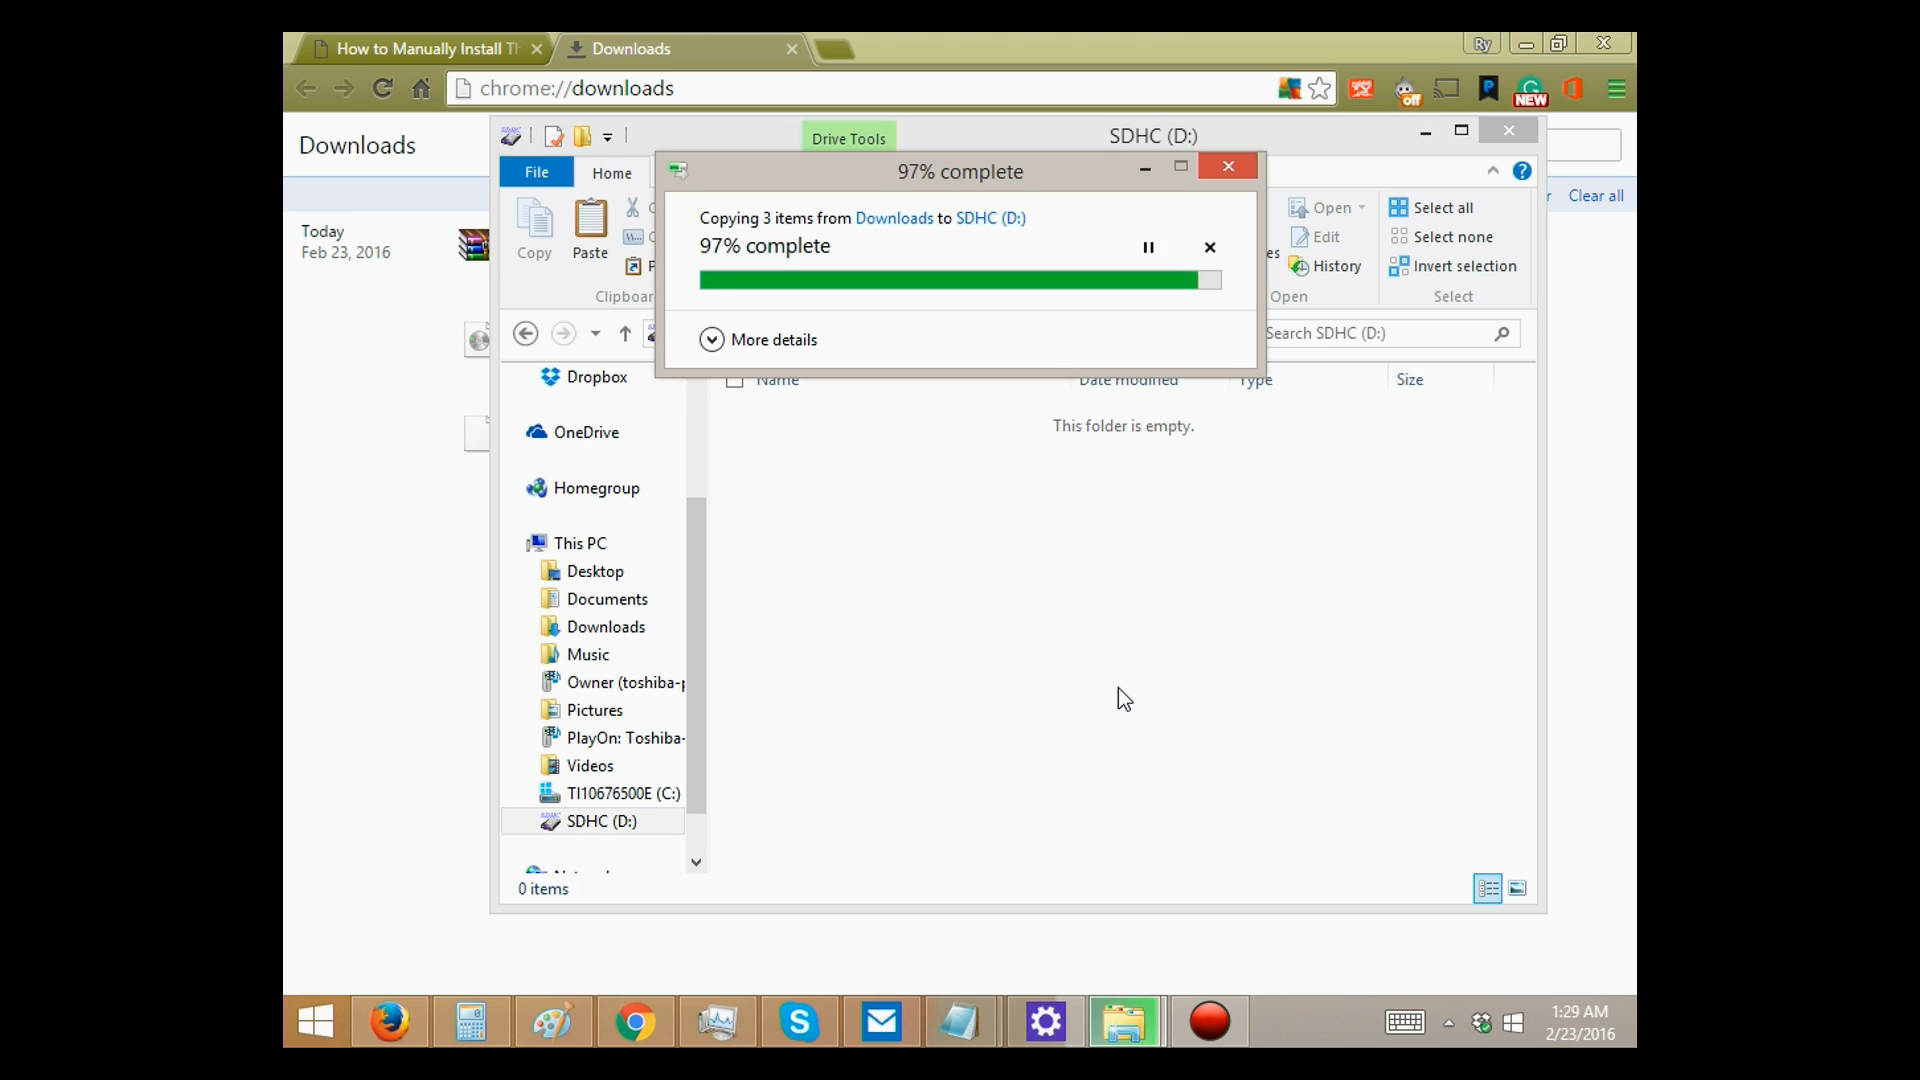 How to Manually Install Th
Downloads
Ry
chrome://downloads
off
NEW
Downloads
Clear all
Today
Feb 23, 2016
Drive Tools
SDHC (D:)
File
Home
Copy
Paste
Clipboar
Open
Edit
History
Open
Select all
Select none
Invert selection
Select
97% complete
Copying 3 items from Downloads to SDHC (D:)
97% complete
More details
Search SDHC (D:)
Name
Date modified
Type
Size
This folder is empty.
Dropbox
OneDrive
Homegroup
This PC
Desktop
Documents
Downloads
Music
Owner (toshiba-p
Pictures
PlayOn: Toshiba-
Videos
TI10676500E (C:)
SDHC (D:)
0 items
1:29 AM
2/23/2016